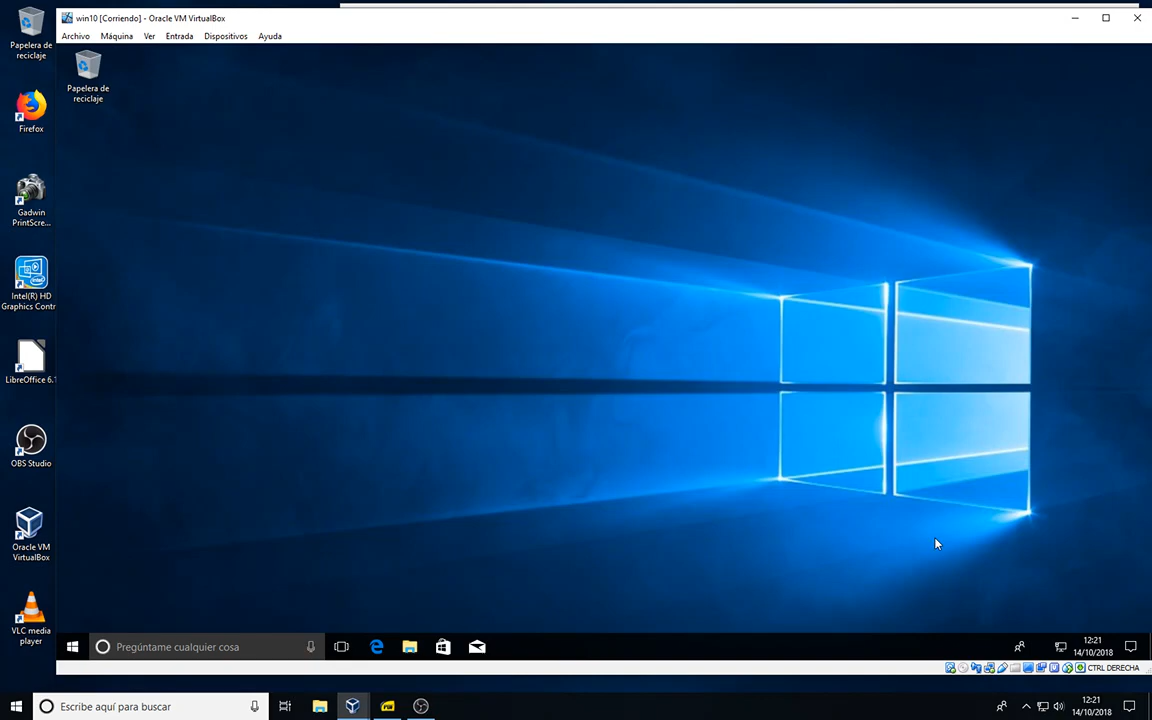 win10 [Corriendo] - Oracle VM VirtualBox
Archivo Máquina Ver Entrada Dispositivos Ayuda
Papelera de
reciclaje
Firefox
Gadwin
PrintScre...
Intel(R) HD
Graphics Contr
LibreOffice 6.1
OBS Studio
Oracle VM
VirtualBox
VLC media
player
Papelera de
reciclaje
Pregúntame cualquier cosa
12:21
14/10/2018
CTRL DERECHA
Escribe aquí para buscar
12:21
14/10/2018